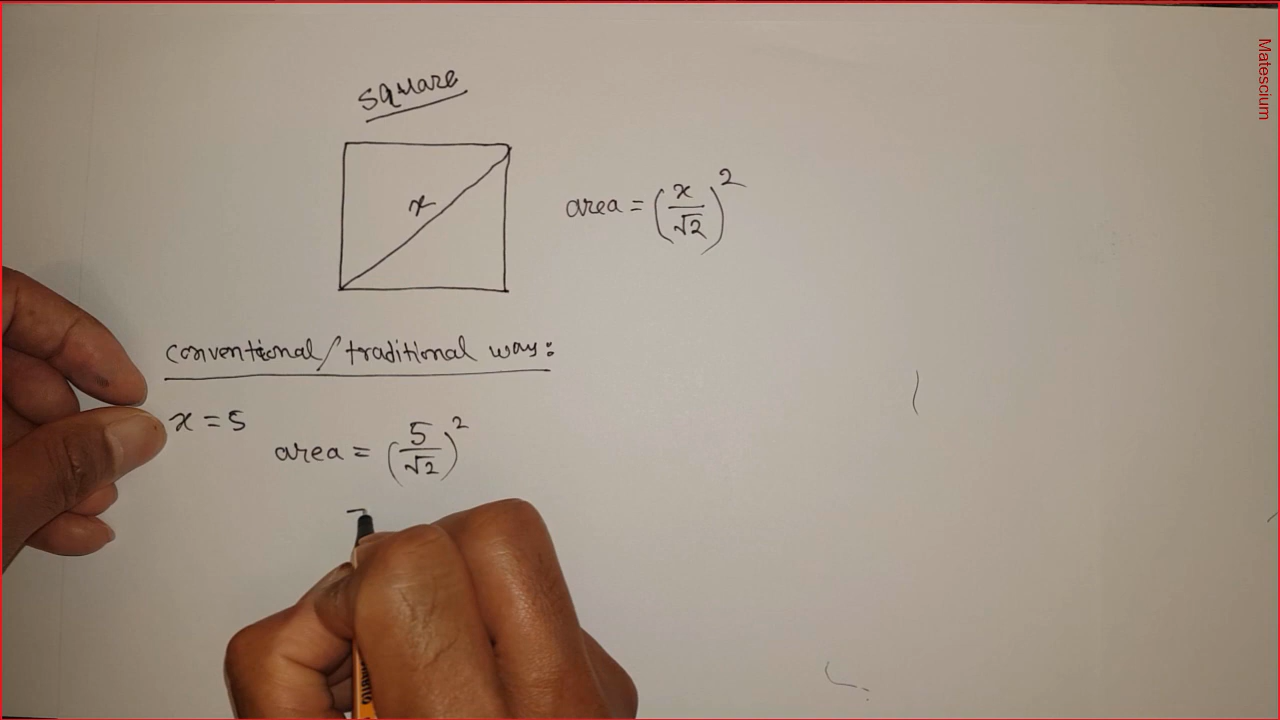 square
x
area = (x/√2)²
conventional/traditional way:
x = 5
area = (5/√2)²
Matescium